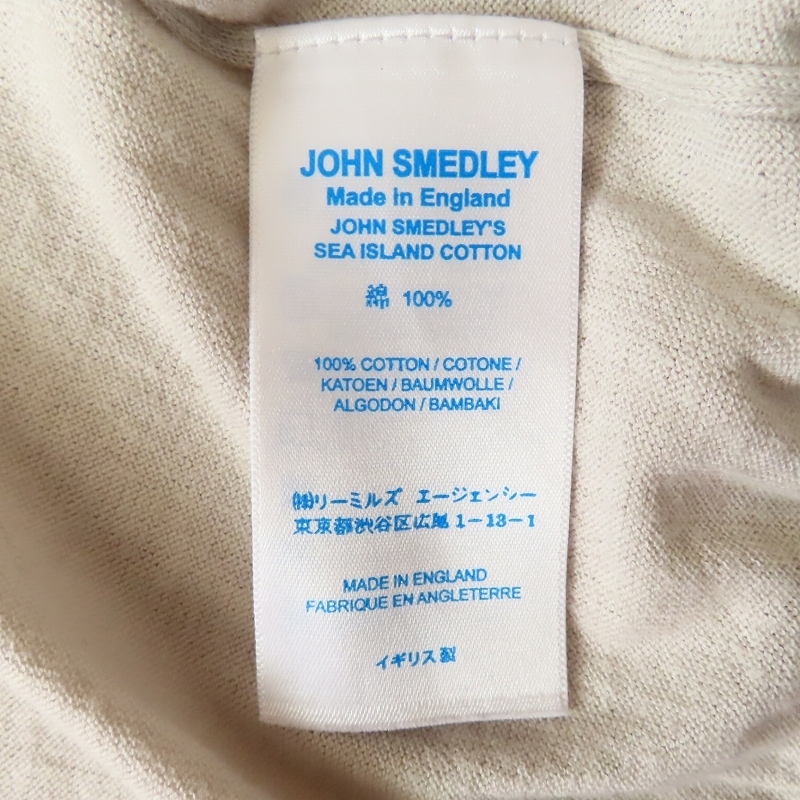 JOHN SMEDLEY
Made in England
JOHN SMEDLEY'S
SEA ISLAND COTTON
綿 100%
100% COTTON / COTONE /
KATOEN / BAUMWOLLE /
ALGODON / BAMBAKI
㈱リーミルズ エージェンシー
東京都渋谷区広尾 1-13-1
MADE IN ENGLAND
FABRIQUE EN ANGLETERRE
イギリス製